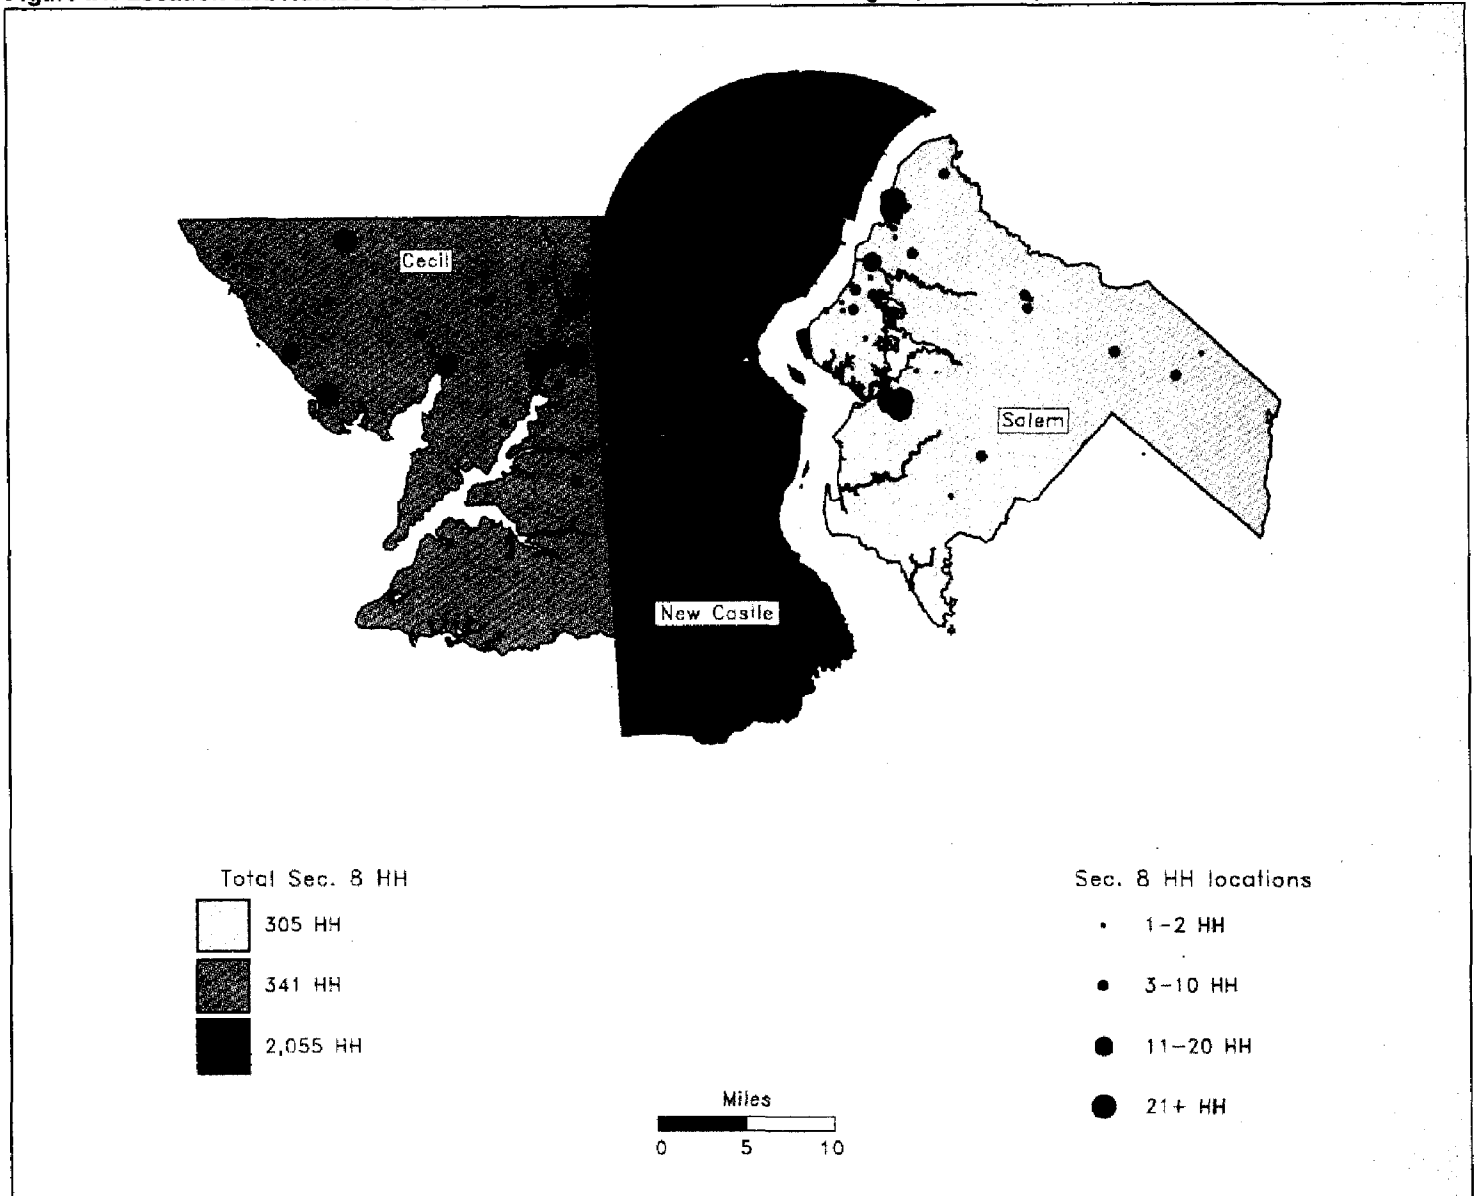 Cecil
Salem
New Castle
Total Sec. 8 HH
305 HH
341 HH
2,055 HH
Sec. 8 HH locations
1-2 HH
3-10 HH
11-20 HH
21+ HH
Miles
0 5 10